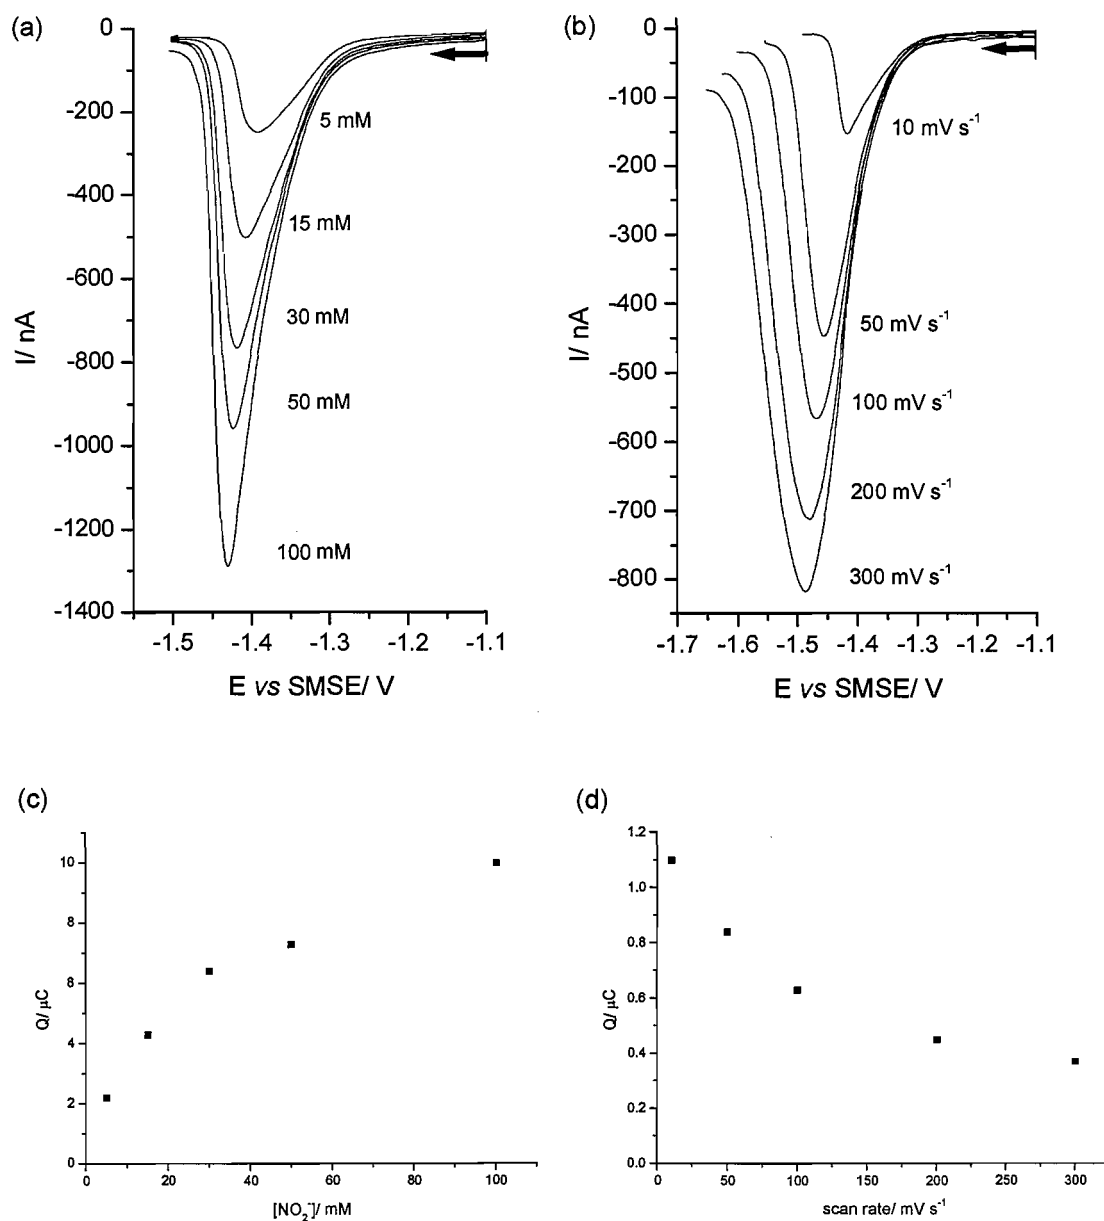 (a)
0
-200
-400
-600
-800
-1000
-1200
-1400
I/ nA
5 mM
15 mM
30 mM
50 mM
100 mM
-1.5 -1.4 -1.3 -1.2 -1.1
E vs SMSE/ V
(b)
0
-100
-200
-300
-400
-500
-600
-700
-800
I/ nA
10 mV s⁻¹
50 mV s⁻¹
100 mV s⁻¹
200 mV s⁻¹
300 mV s⁻¹
-1.7 -1.6 -1.5 -1.4 -1.3 -1.2 -1.1
E vs SMSE/ V
(c)
10
8
8
4
2
0
Q/ µC
0 20 40 60 80 100
[NO₂⁻]/ mM
(d)
1.2
1.0
0.8
0.6
0.4
0.2
0.0
Q/ µC
0 50 100 150 200 250 300
scan rate/ mV s⁻¹